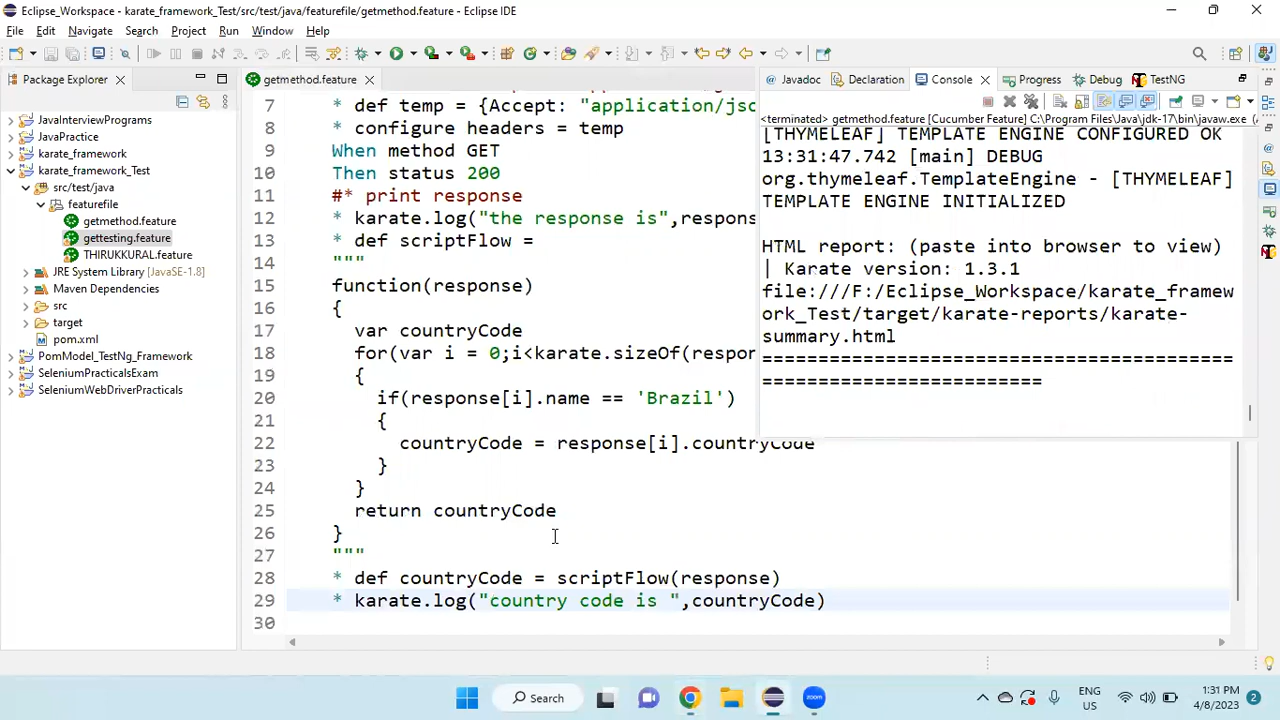 Eclipse_Workspace - karate_framework_Test/src/test/java/featurefile/getmethod.feature - Eclipse IDE
File Edit Navigate Search Project Run Window Help
Package Explorer
JavaInterviewPrograms
JavaPractice
karate_framework
karate_framework_Test
src/test/java
featurefile
getmethod.feature
gettesting.feature
THIRUKKURAL.feature
JRE System Library [JavaSE-1.8]
Maven Dependencies
src
target
pom.xml
PomModel_TestNg_Framework
SeleniumPracticalsExam
SeleniumWebDriverPracticals
getmethod.feature
7 * def temp = {Accept: "application/jsc
8 * configure headers = temp
9 When method GET
10 Then status 200
11 #* print response
12 * karate.log("the response is",respons
13 * def scriptFlow =
14 """
15 function(response)
16 {
17 var countryCode
18 for(var i = 0;i<karate.sizeOf(respor
19 {
20 if(response[i].name == 'Brazil')
21 {
22 countryCode = response[i].countryCode
23 }
24 }
25 return countryCode
26 }
27 """
28 * def countryCode = scriptFlow(response)
29 * karate.log("country code is ",countryCode)
30
Javadoc Declaration Console Progress Debug TestNG
<terminated> getmethod.feature [Cucumber Feature] C:\Program Files\Java\jdk-17\bin\javaw.exe (
[THYMELEAF] TEMPLATE ENGINE CONFIGURED OK
13:31:47.742 [main] DEBUG
org.thymeleaf.TemplateEngine - [THYMELEAF]
TEMPLATE ENGINE INITIALIZED
HTML report: (paste into browser to view)
| Karate version: 1.3.1
file:///F:/Eclipse_Workspace/karate_framew
ork_Test/target/karate-reports/karate-
summary.html
==========================================
=========================
Search
ENG
US
1:31 PM
4/8/2023
2